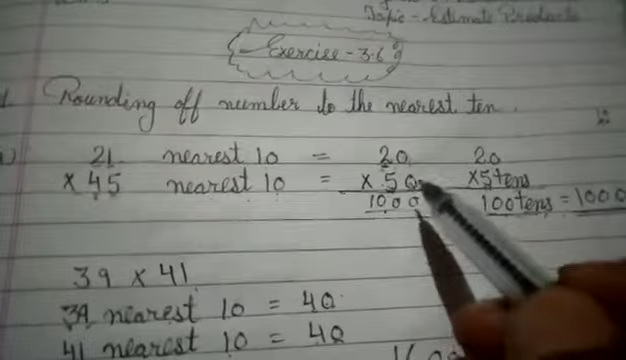 Topic - Estimate Products
Exercise - 3.6
1. Rounding off number to the nearest ten.
a) 21 nearest 10 = 20 20
× 45 nearest 10 = × 50 × 5 tens
1000 100 tens = 1000
39 × 41
39 nearest 10 = 40
41 nearest 10 = 40